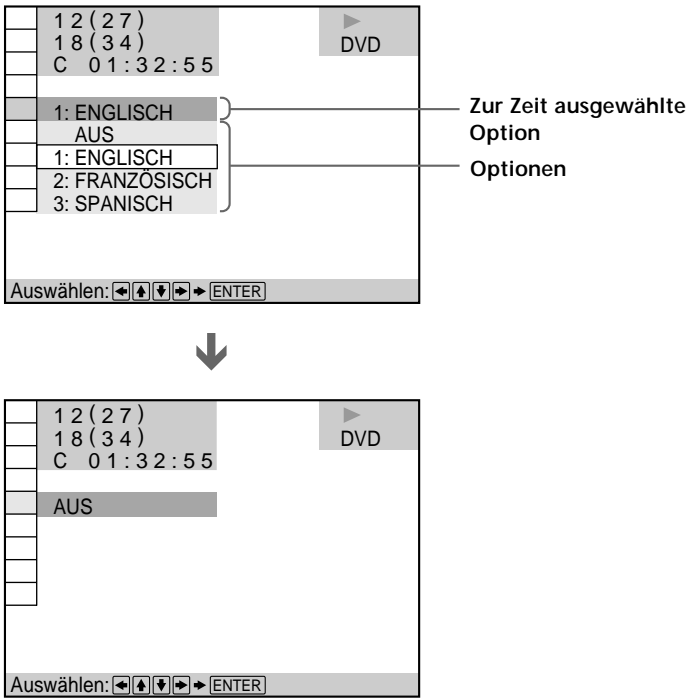 12(27)
18(34)
C 01:32:55
▶
DVD
1: ENGLISCH
AUS
1: ENGLISCH
2: FRANZÖSISCH
3: SPANISCH
Zur Zeit ausgewählte
Option
Optionen
Auswählen: ←↑↓→ → ENTER
12(27)
18(34)
C 01:32:55
▶
DVD
AUS
Auswählen: ←↑↓→ → ENTER